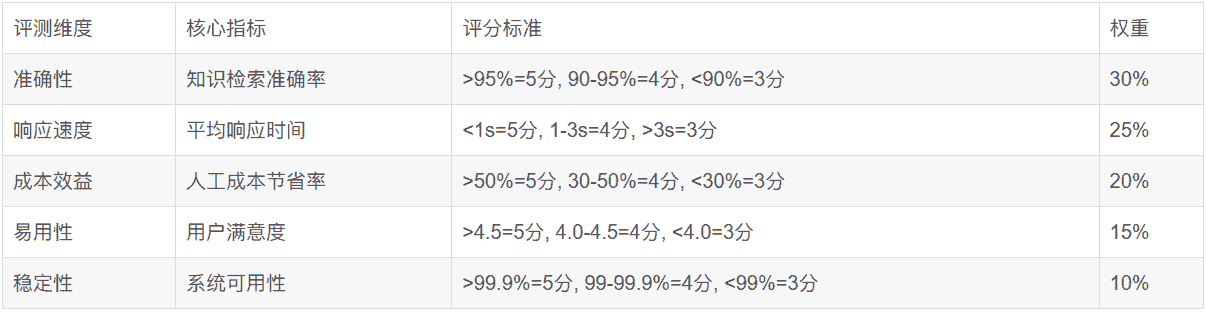 评测维度 核心指标 评分标准 权重
准确性 知识检索准确率 >95%=5分, 90-95%=4分, <90%=3分 30%
响应速度 平均响应时间 <1s=5分, 1-3s=4分, >3s=3分 25%
成本效益 人工成本节省率 >50%=5分, 30-50%=4分, <30%=3分 20%
易用性 用户满意度 >4.5=5分, 4.0-4.5=4分, <4.0=3分 15%
稳定性 系统可用性 >99.9%=5分, 99-99.9%=4分, <99%=3分 10%